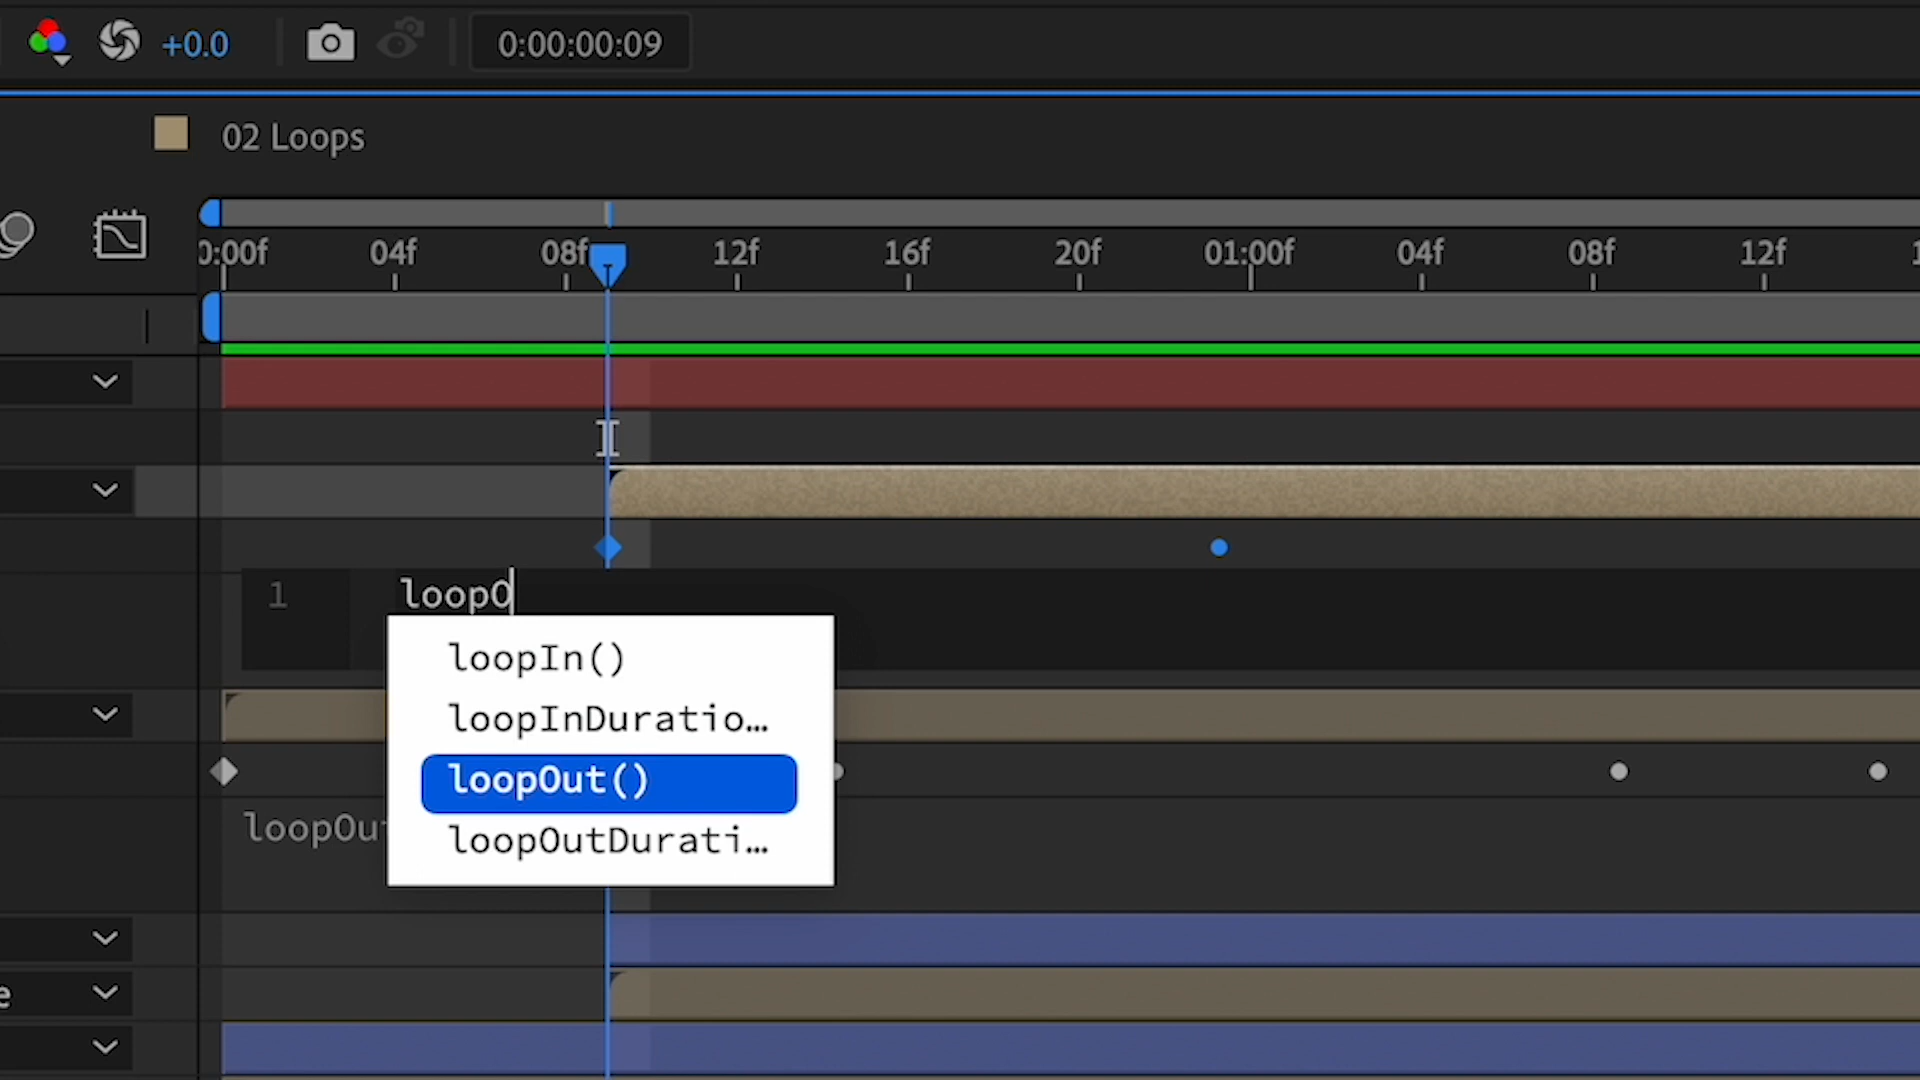 +0.0
0:00:00:09
02 Loops
0:00f 04f 08f 12f 16f 20f 01:00f 04f 08f 12f
1 loopO
loopIn()
loopInDuratio…
loopOut()
loopOutDurati…
loopOut
e